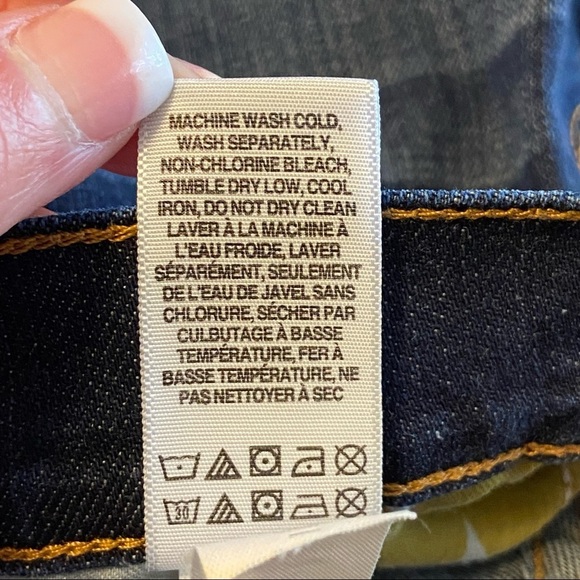 MACHINE WASH COLD,
WASH SEPARATELY,
NON-CHLORINE BLEACH,
TUMBLE DRY LOW, COOL
IRON, DO NOT DRY CLEAN
LAVER À LA MACHINE À
L'EAU FROIDE, LAVER
SÉPARÉMENT, SEULEMENT
DE L'EAU DE JAVEL SANS
CHLORURE, SÉCHER PAR
CULBUTAGE À BASSE
TEMPÉRATURE, FER À
BASSE TEMPÉRATURE, NE
PAS NETTOYER À SEC
30